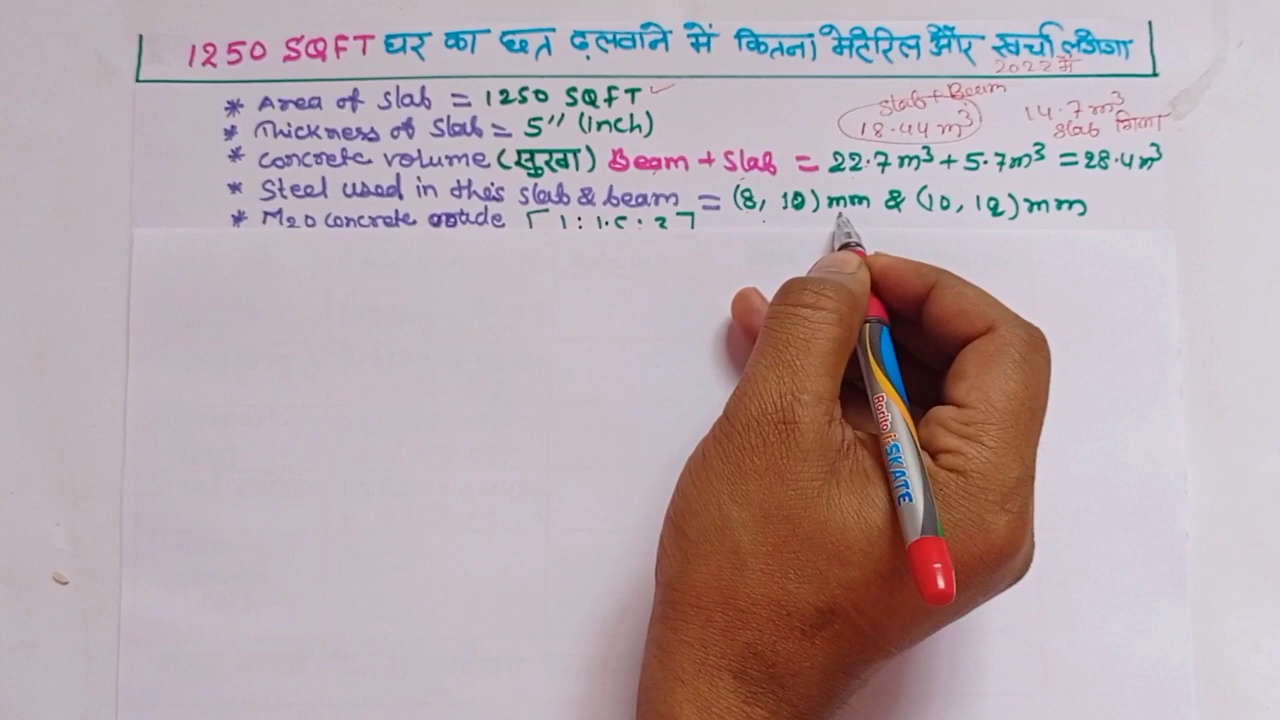 1250 SQFT घर का छत ढलवाने में कितना मेटेरिल और खर्चा लगेगा
2022 में
* Area of slab = 1250 SQFT ✓
slab + Beam
18.44 m³
14.7 m³
slab गिला
* Thickness of slab = 5" (inch)
* Concrete volume (सुखा) Beam + Slab = 22.7 m³ + 5.7 m³ = 28.4 m³
* Steel used in this slab & beam = (8, 10) mm & (10, 12) mm
* M20 concrete grade [1 : 1.5 : 3]
Rorito i-SKATE